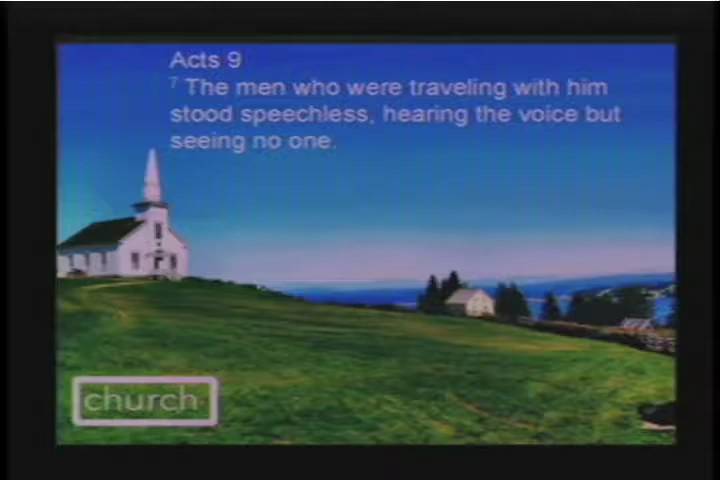 Acts 9
7 The men who were traveling with him
stood speechless, hearing the voice but
seeing no one.
church